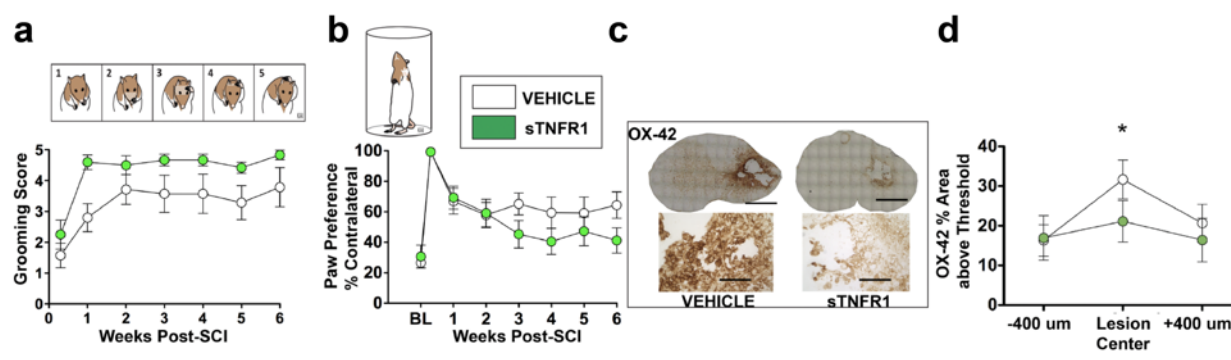 a
1 2 3 4 5
Grooming Score
5
4
3
2
1
0
0 1 2 3 4 5 6
Weeks Post-SCI
b
VEHICLE
sTNFR1
Paw Preference
% Contralateral
100
80
60
40
20
0
BL 1 2 3 4 5 6
Weeks Post-SCI
c
OX-42
VEHICLE sTNFR1
d
*
OX-42 % Area
above Threshold
40
30
20
10
0
-400 um Lesion +400 um
Center